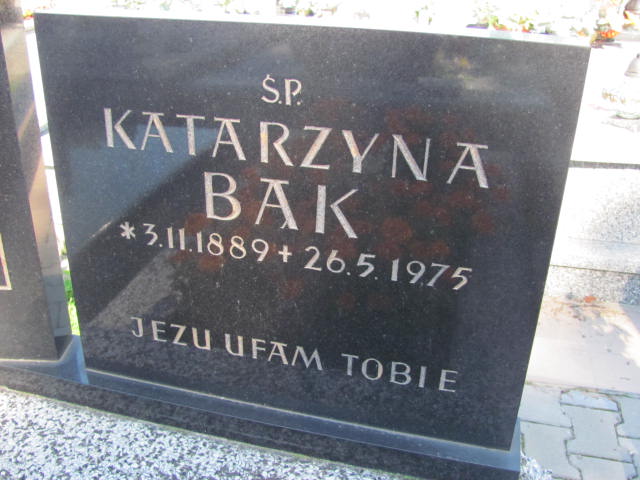 Ś.P.
KATARZYNA
BĄK
*3.11.1889 + 26.5.1975
JEZU UFAM TOBIE